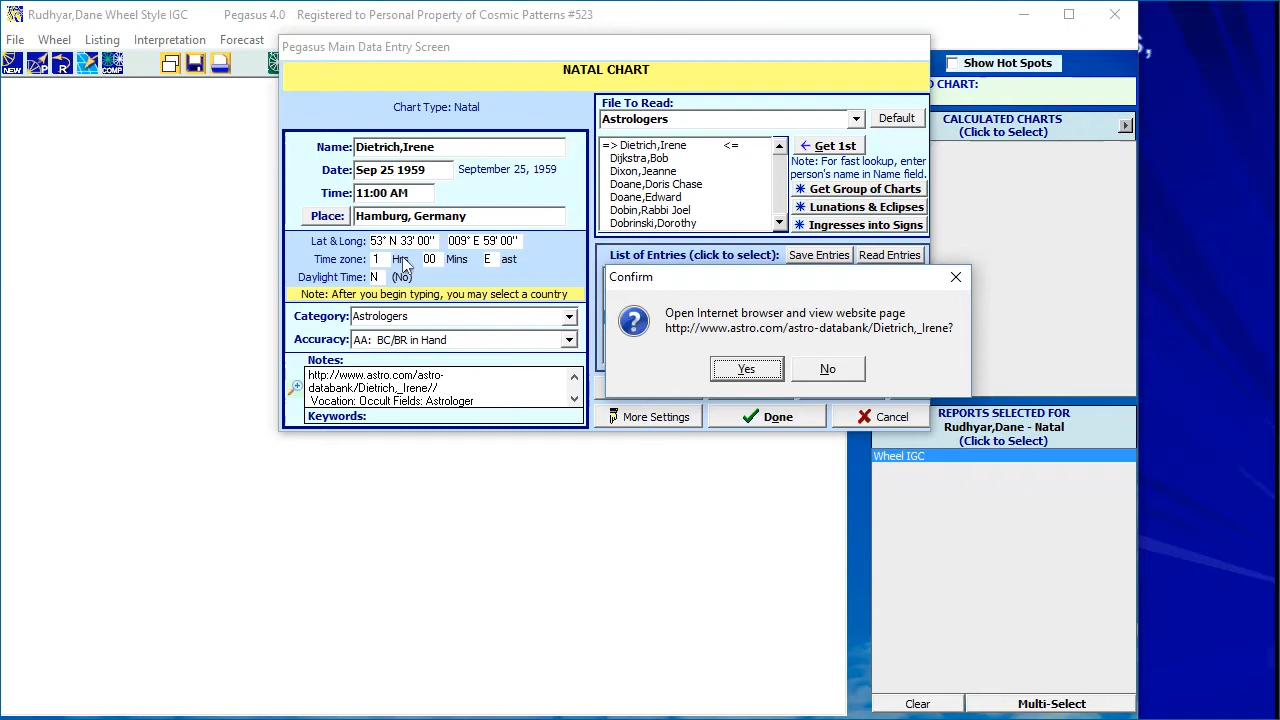 Rudhyar,Dane Wheel Style IGC Pegasus 4.0 Registered to Personal Property of Cosmic Patterns #523
File Wheel Listing Interpretation Forecast
NEW P R COMP
Pegasus Main Data Entry Screen
NATAL CHART
Chart Type: Natal
Name: Dietrich,Irene
Date: Sep 25 1959 September 25, 1959
Time: 11:00 AM
Place: Hamburg, Germany
Lat & Long: 53° N 33' 00" 009° E 59' 00"
Time zone: 1 Hrs 00 Mins E ast
Daylight Time: N (No)
Note: After you begin typing, you may select a country
Category: Astrologers
Accuracy: AA: BC/BR in Hand
Notes:
http://www.astro.com/astro-
databank/Dietrich,_Irene//
Vocation: Occult Fields: Astrologer
Keywords:
File To Read:
Astrologers
Default
=> Dietrich,Irene <=
Dijkstra,Bob
Dixon,Jeanne
Doane,Doris Chase
Doane,Edward
Dobin,Rabbi Joel
Dobrinski,Dorothy
Get 1st
Note: For fast lookup, enter
person's name in Name field.
Get Group of Charts
Lunations & Eclipses
Ingresses into Signs
List of Entries (click to select): Save Entries Read Entries
Confirm
Open Internet browser and view website page
http://www.astro.com/astro-databank/Dietrich,_Irene?
Yes No
More Settings Done Cancel
Show Hot Spots
D CHART:
CALCULATED CHARTS
(Click to Select)
REPORTS SELECTED FOR
Rudhyar,Dane - Natal
(Click to Select)
Wheel IGC
Clear Multi-Select